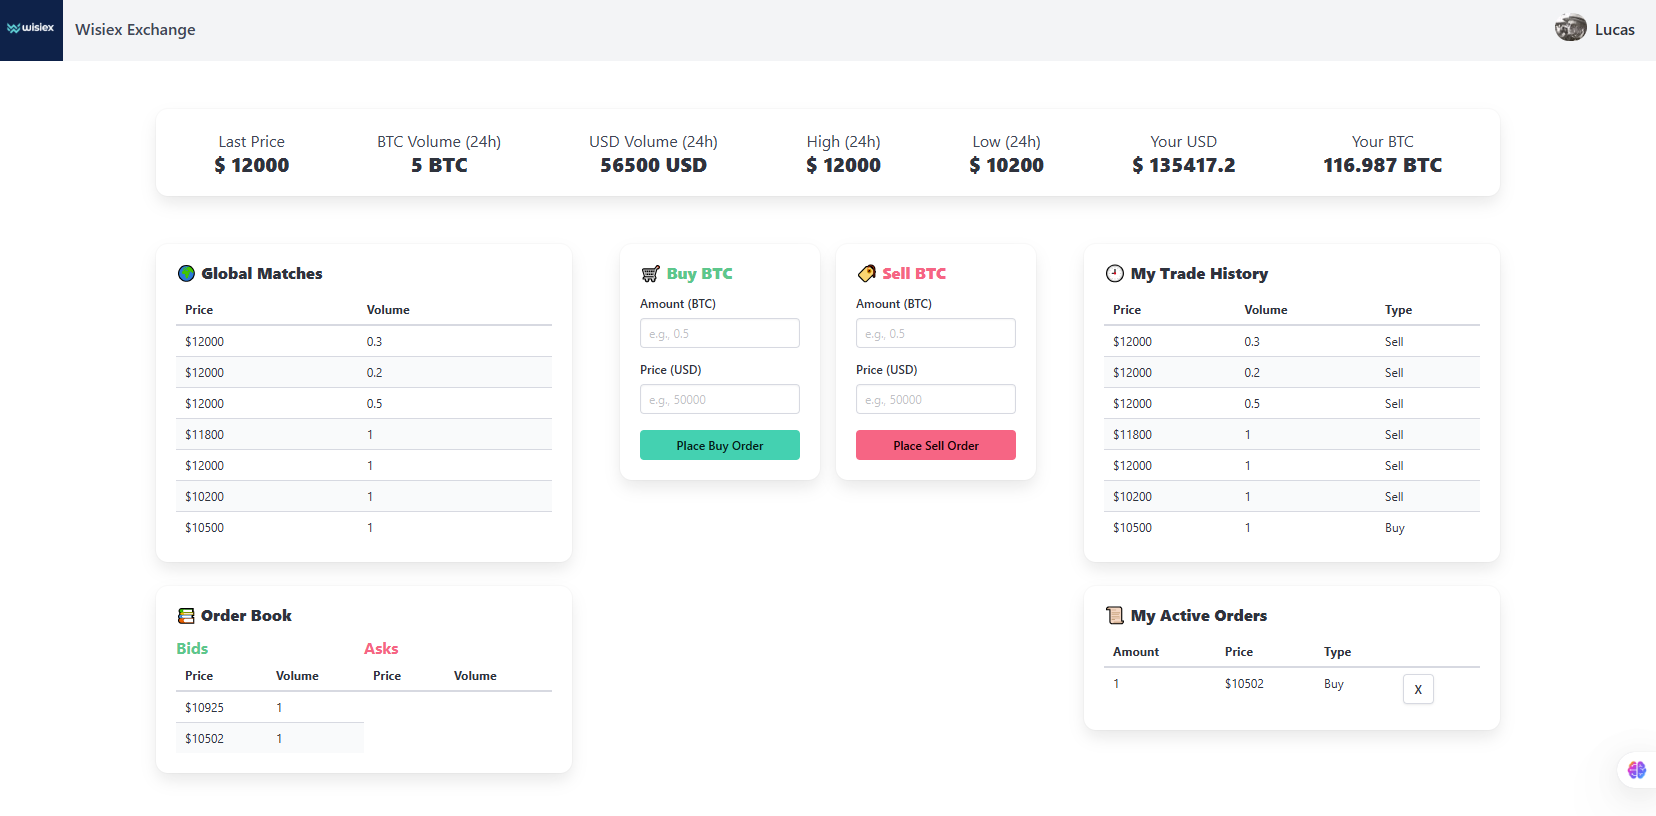 wisiex
Wisiex Exchange
Lucas
Last Price
$ 12000
BTC Volume (24h)
5 BTC
USD Volume (24h)
56500 USD
High (24h)
$ 12000
Low (24h)
$ 10200
Your USD
$ 135417.2
Your BTC
116.987 BTC
Global Matches
Price Volume
$12000 0.3
$12000 0.2
$12000 0.5
$11800 1
$12000 1
$10200 1
$10500 1
Buy BTC
Amount (BTC)
e.g., 0.5
Price (USD)
e.g., 50000
Place Buy Order
Sell BTC
Amount (BTC)
e.g., 0.5
Price (USD)
e.g., 50000
Place Sell Order
My Trade History
Price Volume Type
$12000 0.3 Sell
$12000 0.2 Sell
$12000 0.5 Sell
$11800 1 Sell
$12000 1 Sell
$10200 1 Sell
$10500 1 Buy
Order Book
Bids
Price Volume
$10925 1
$10502 1
Asks
Price Volume
My Active Orders
Amount Price Type
1 $10502 Buy X